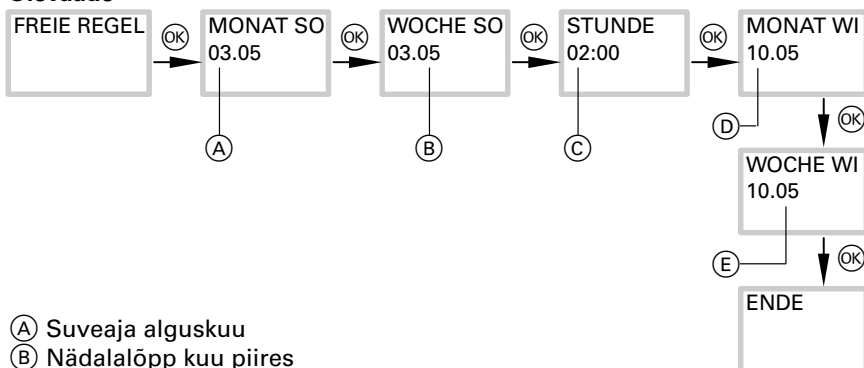 FREIE REGEL
OK
MONAT SO
03.05
OK
WOCHE SO
03.05
OK
STUNDE
02:00
OK
MONAT WI
10.05
A
B
C
D
OK
WOCHE WI
10.05
E
OK
ENDE
A Suveaja alguskuu
B Nädalalõpp kuu piires